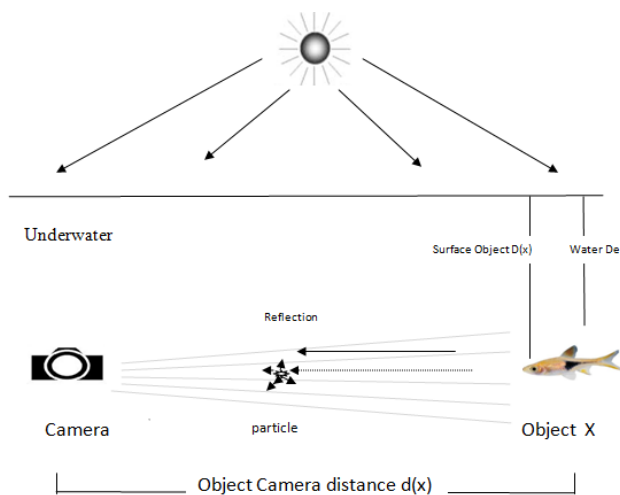 Underwater
Surface Object D(x)
Water De
Reflection
particle
Camera
Object X
Object Camera distance d(x)